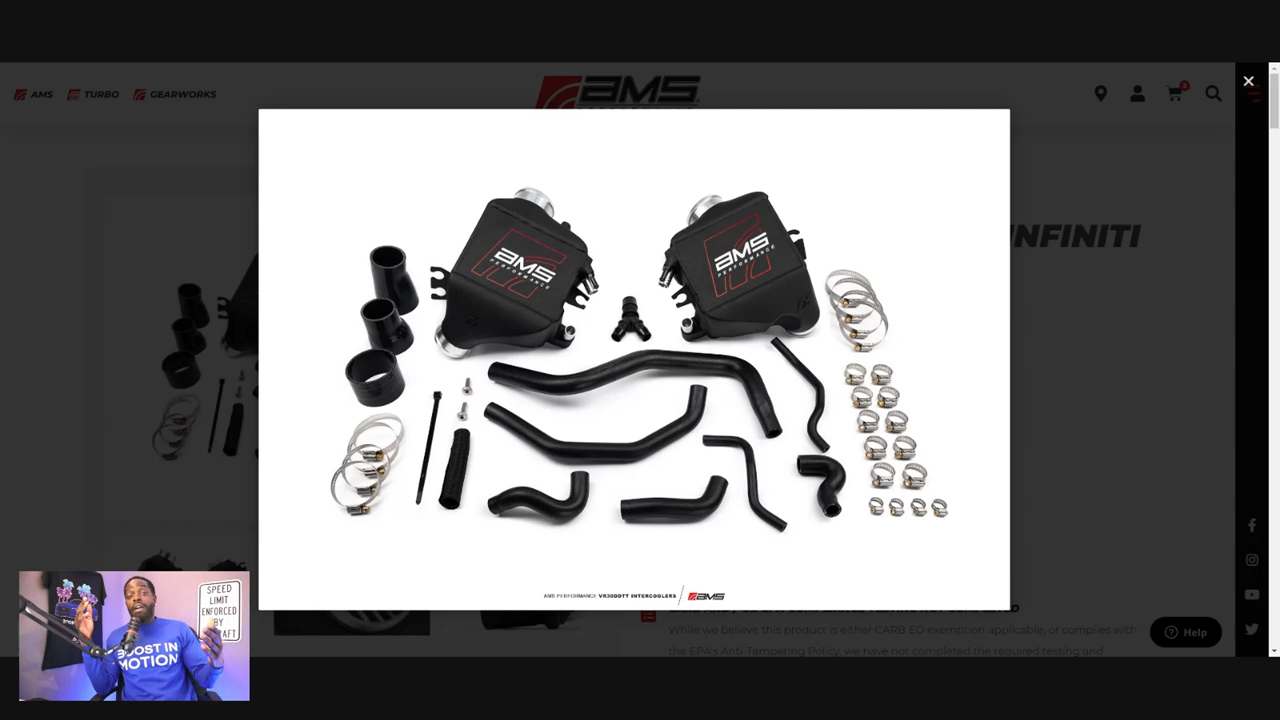 AMS
TURBO
GEARWORKS
AMS
2
INFINITI
AMS
PERFORMANCE
AMS
PERFORMANCE
AMS PERFORMANCE VR30DDTT INTERCOOLERS
AMS
While we believe this product is either CARB EO exemption applicable, or complies with
the EPA's Anti-Tampering Policy, we have not completed the required testing and
Help
SPEED
LIMIT
ENFORCED
BY
BOOST IN
MOTION